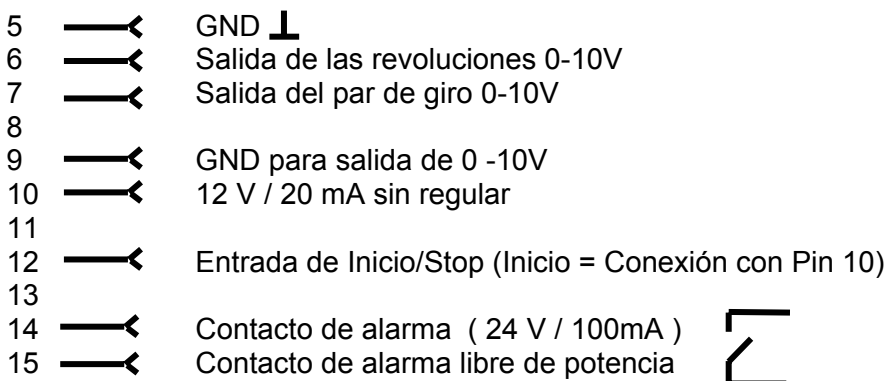 5 GND
6 Salida de las revoluciones 0-10V
7 Salida del par de giro 0-10V
8
9 GND para salida de 0 -10V
10 12 V / 20 mA sin regular
11
12 Entrada de Inicio/Stop (Inicio = Conexión con Pin 10)
13
14 Contacto de alarma ( 24 V / 100mA )
15 Contacto de alarma libre de potencia